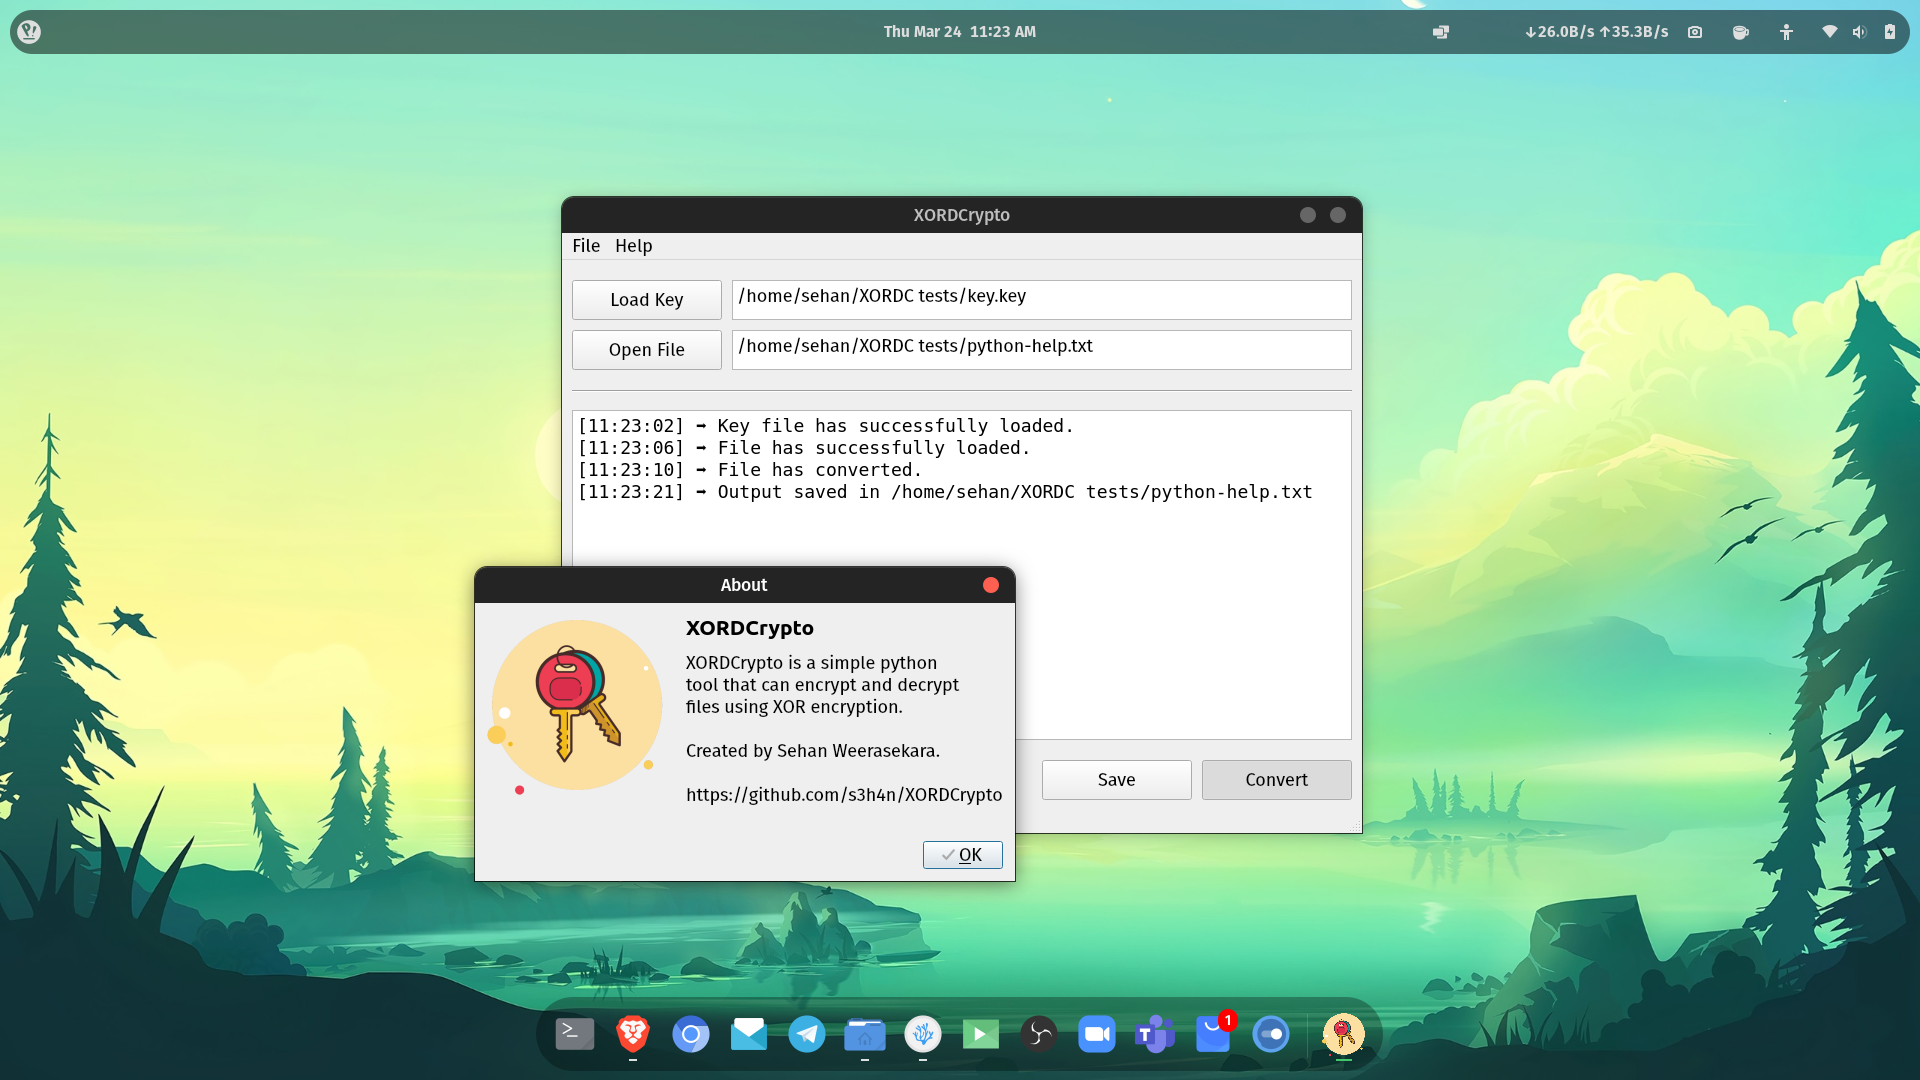 Thu Mar 24  11:23 AM
↓26.0B/s ↑35.3B/s
XORDCrypto
File Help
Load Key
/home/sehan/XORDC tests/key.key
Open File
/home/sehan/XORDC tests/python-help.txt
[11:23:02] ➡ Key file has successfully loaded.
[11:23:06] ➡ File has successfully loaded.
[11:23:10] ➡ File has converted.
[11:23:21] ➡ Output saved in /home/sehan/XORDC tests/python-help.txt
Save
Convert
About
XORDCrypto
XORDCrypto is a simple python
tool that can encrypt and decrypt
files using XOR encryption.
Created by Sehan Weerasekara.
https://github.com/s3h4n/XORDCrypto
OK
T
1